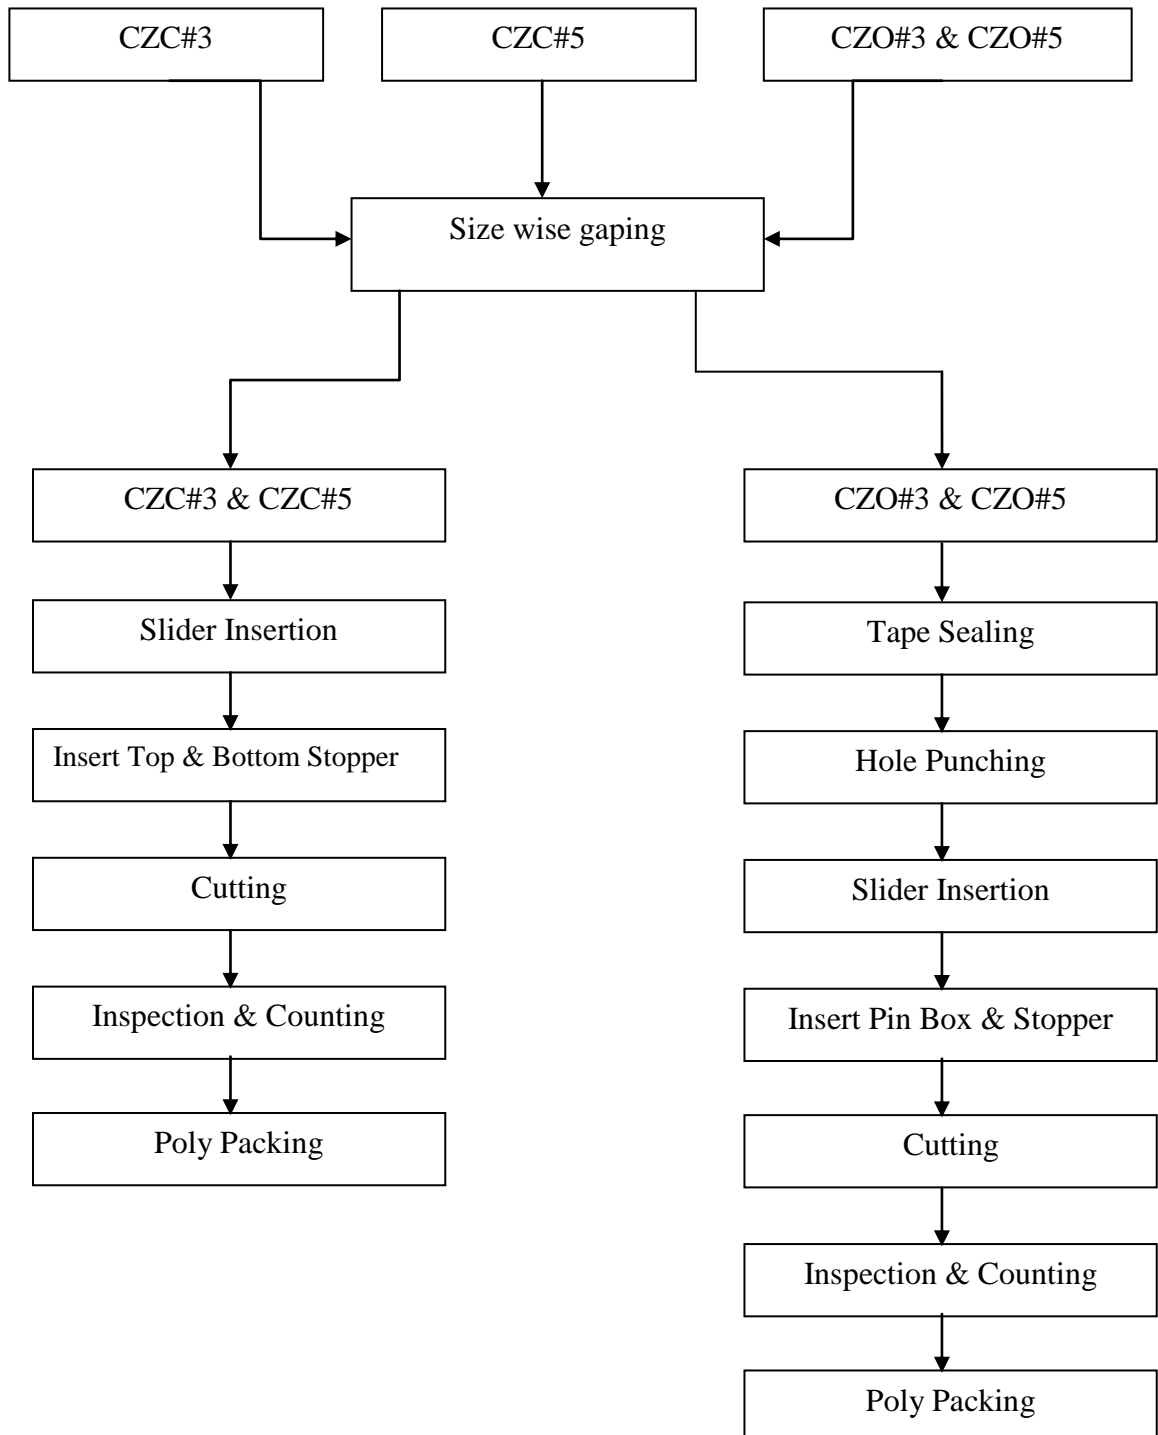 CZC#3
CZC#5
CZO#3 & CZO#5
Size wise gaping
CZC#3 & CZC#5
Slider Insertion
Insert Top & Bottom Stopper
Cutting
Inspection & Counting
Poly Packing
CZO#3 & CZO#5
Tape Sealing
Hole Punching
Slider Insertion
Insert Pin Box & Stopper
Cutting
Inspection & Counting
Poly Packing